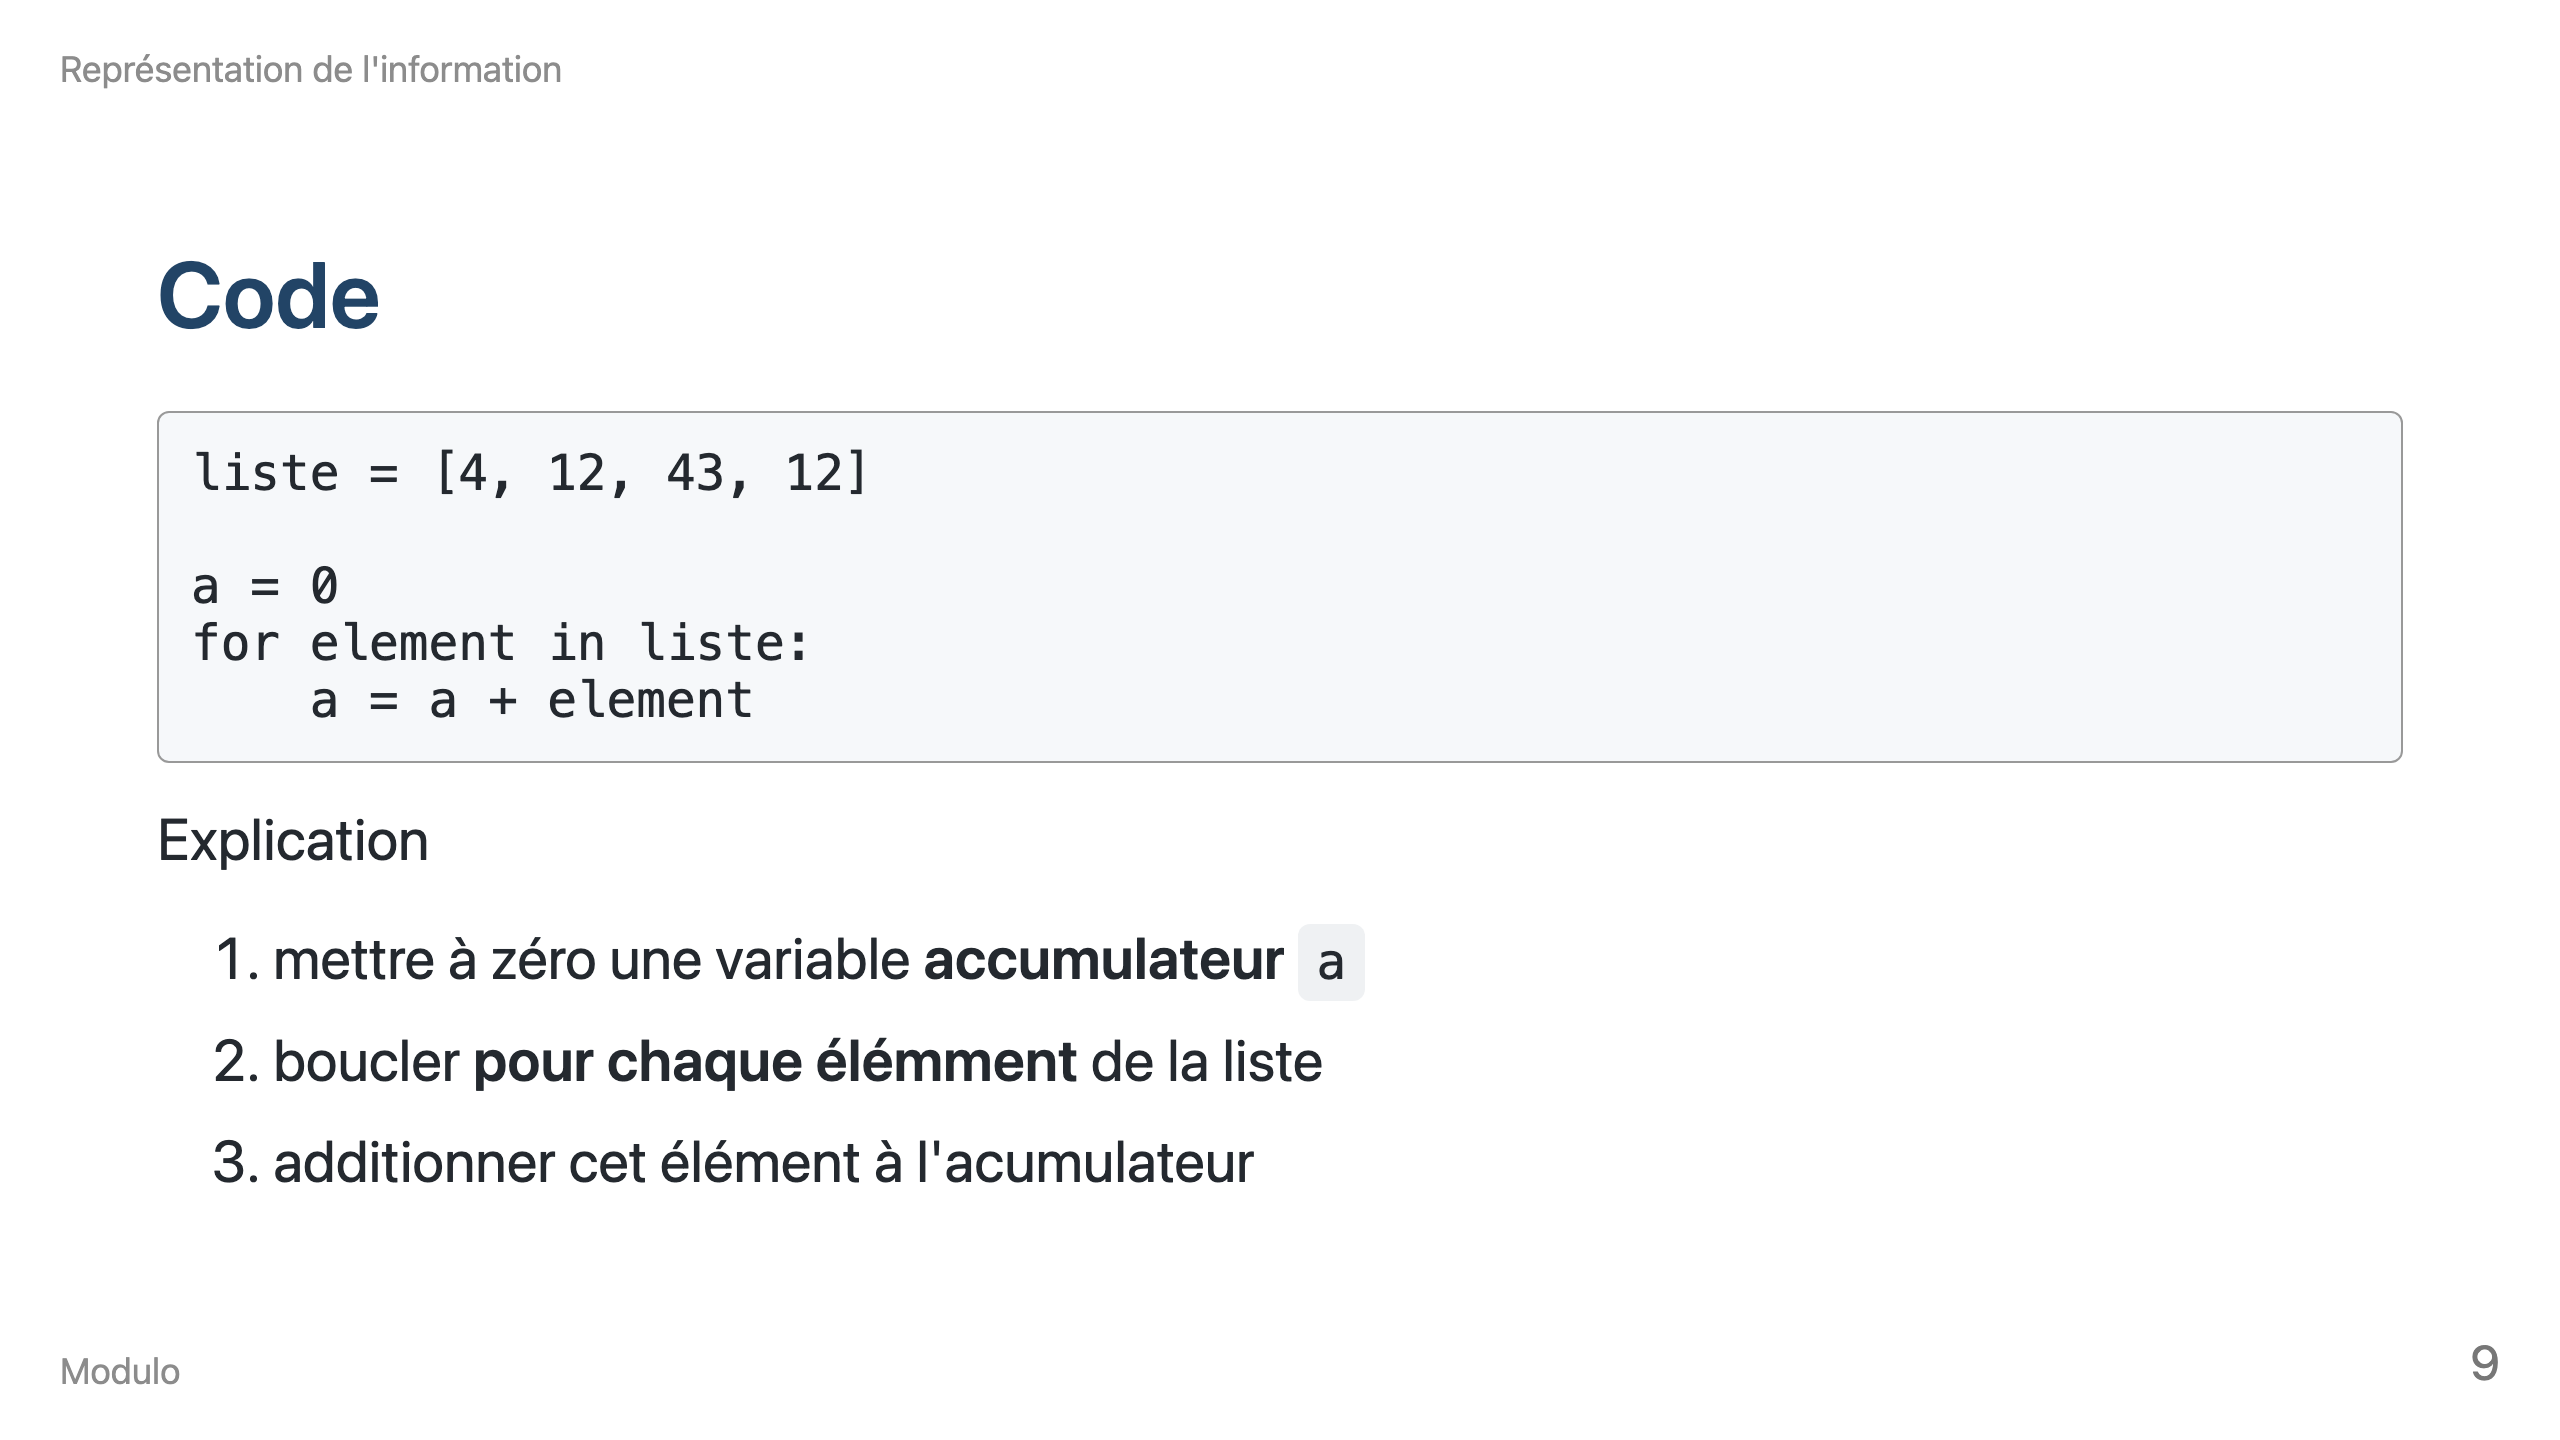 Représentation de l'information
Code
liste = [4, 12, 43, 12]
a = 0
for element in liste:
    a = a + element
Explication
1. mettre à zéro une variable accumulateur a
2. boucler pour chaque élémment de la liste
3. additionner cet élément à l'acumulateur
Modulo
9